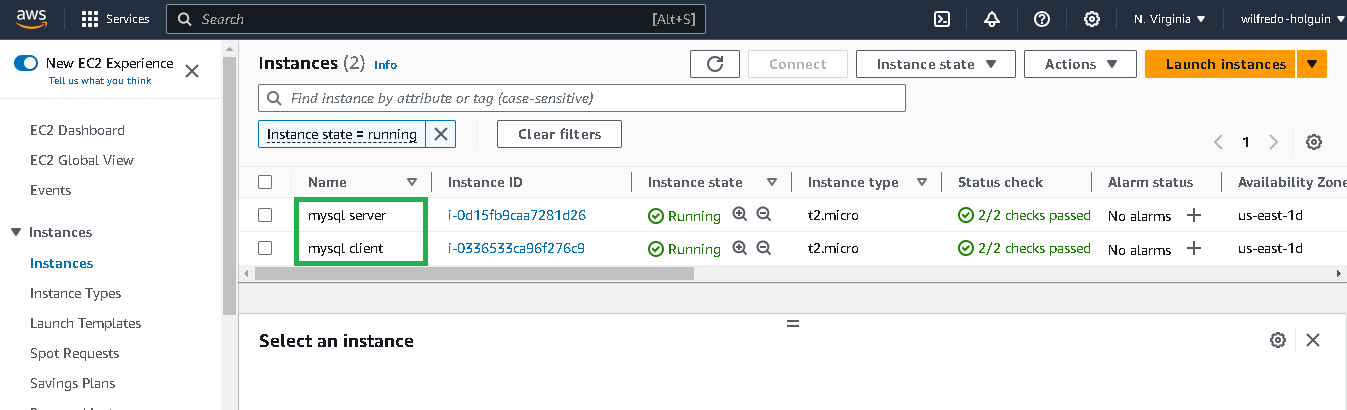 aws Services Search [Alt+S] N. Virginia wilfredo-holguin
New EC2 Experience
Tell us what you think
EC2 Dashboard
EC2 Global View
Events
Instances
Instances
Instance Types
Launch Templates
Spot Requests
Savings Plans
Instances (2) Info Connect Instance state Actions Launch instances
Find instance by attribute or tag (case-sensitive)
Instance state = running Clear filters
1
Name Instance ID Instance state Instance type Status check Alarm status Availability Zone
mysql server i-0d15fb9caa7281d26 Running t2.micro 2/2 checks passed No alarms us-east-1d
mysql client i-0336533ca96f276c9 Running t2.micro 2/2 checks passed No alarms us-east-1d
Select an instance